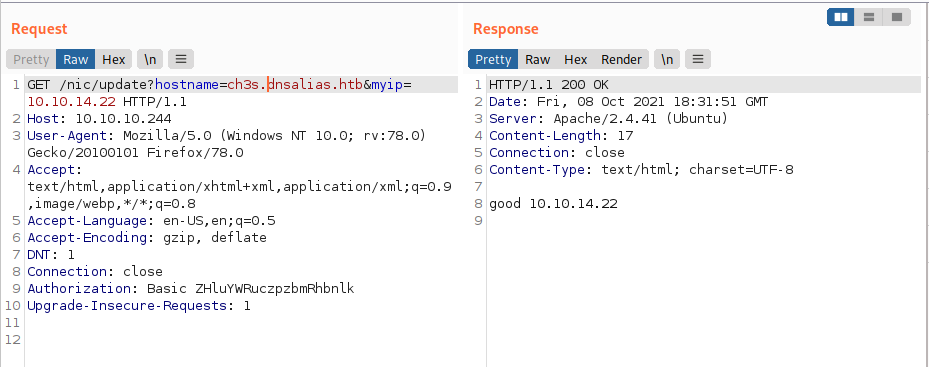 Request
Pretty Raw Hex \n
1 GET /nic/update?hostname=ch3s.dnsalias.htb&myip=
10.10.14.22 HTTP/1.1
2 Host: 10.10.10.244
3 User-Agent: Mozilla/5.0 (Windows NT 10.0; rv:78.0)
Gecko/20100101 Firefox/78.0
4 Accept:
text/html,application/xhtml+xml,application/xml;q=0.9
,image/webp,*/*;q=0.8
5 Accept-Language: en-US,en;q=0.5
6 Accept-Encoding: gzip, deflate
7 DNT: 1
8 Connection: close
9 Authorization: Basic ZHluYWRuczpzbmRhbnlk
10 Upgrade-Insecure-Requests: 1
11
12
Response
Pretty Raw Hex Render \n
1 HTTP/1.1 200 OK
2 Date: Fri, 08 Oct 2021 18:31:51 GMT
3 Server: Apache/2.4.41 (Ubuntu)
4 Content-Length: 17
5 Connection: close
6 Content-Type: text/html; charset=UTF-8
7
8 good 10.10.14.22
9